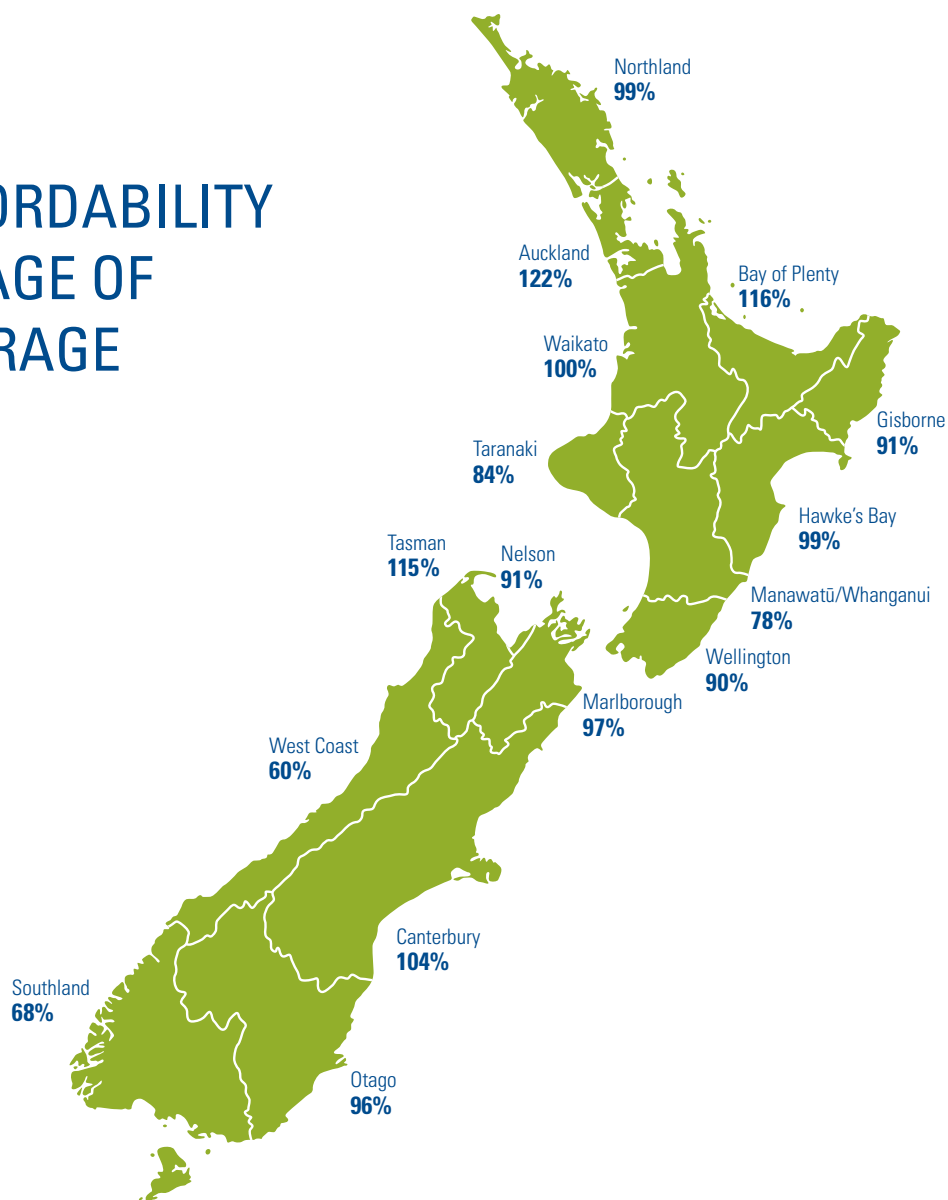 ORDABILITY
AGE OF
RAGE
Northland
99%
Auckland
122%
Bay of Plenty
116%
Waikato
100%
Gisborne
91%
Taranaki
84%
Hawke's Bay
99%
Tasman
115%
Nelson
91%
Manawatū/Whanganui
78%
Wellington
90%
Marlborough
97%
West Coast
60%
Canterbury
104%
Southland
68%
Otago
96%